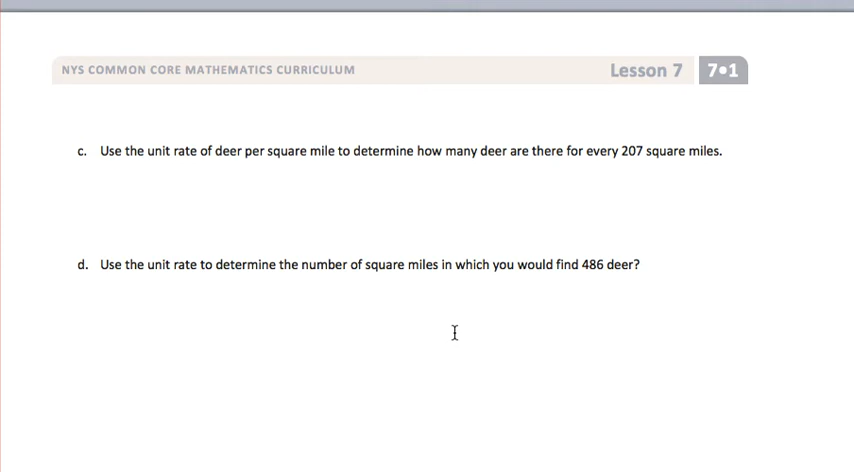 NYS COMMON CORE MATHEMATICS CURRICULUM Lesson 7 7•1
c. Use the unit rate of deer per square mile to determine how many deer are there for every 207 square miles.
d. Use the unit rate to determine the number of square miles in which you would find 486 deer?